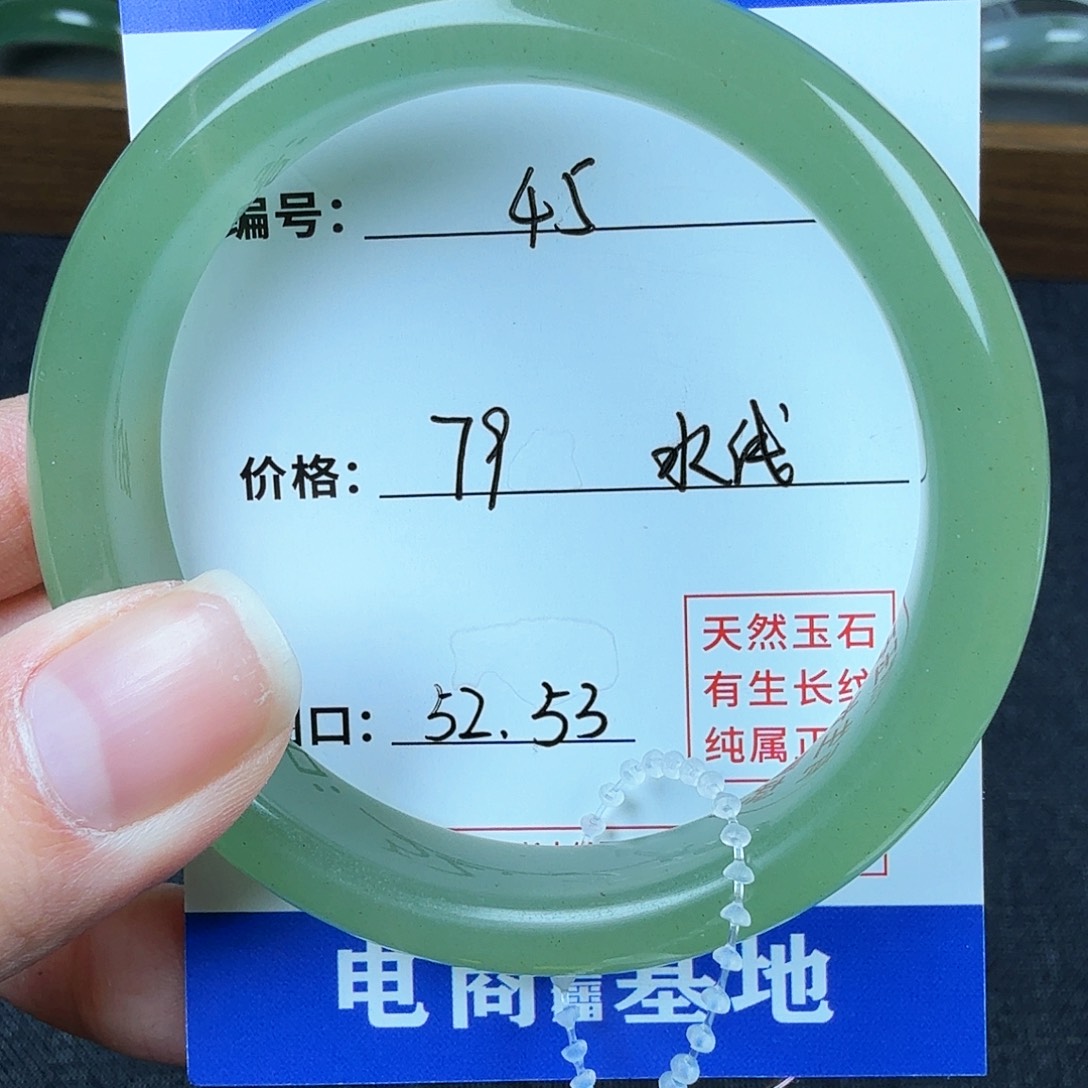 编号： 45
价格： 79 水线
口： 52.53
天然玉石
有生长纹
纯属正
电商 基地